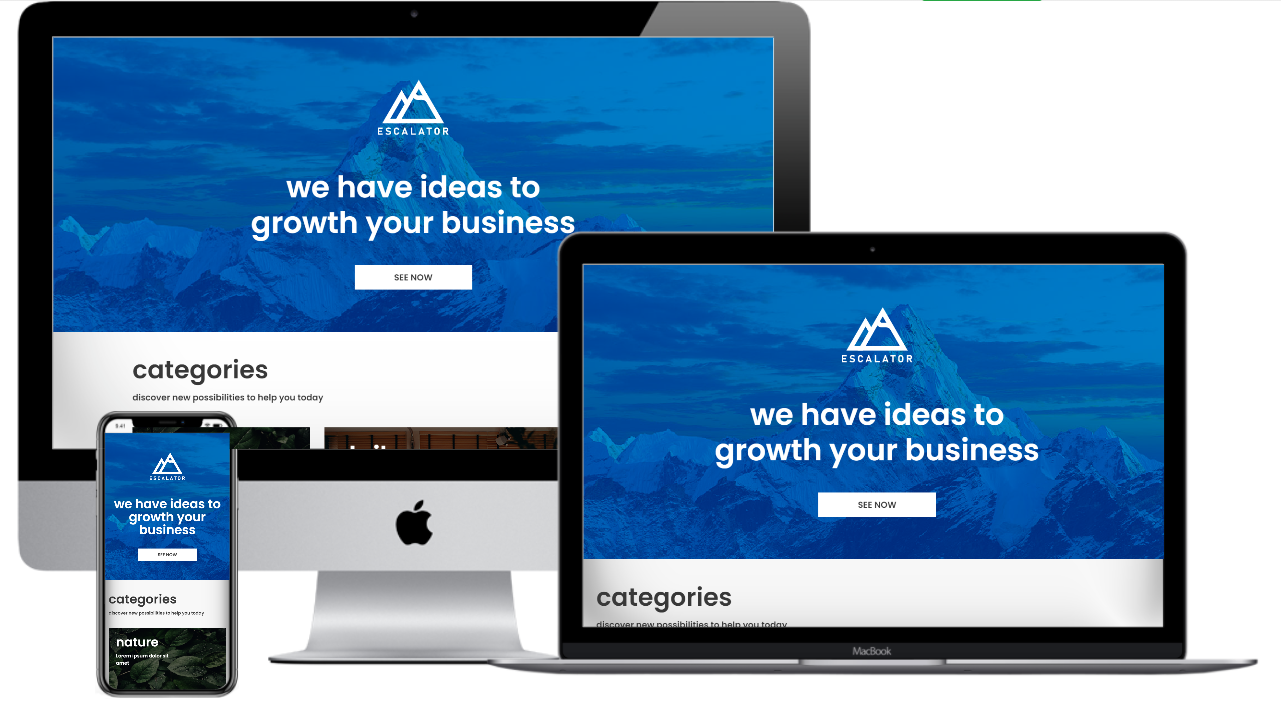 ESCALATOR
we have ideas to
growth your business
SEE NOW
categories
discover new possibilities to help you today
ESCALATOR
we have ideas to
growth your business
SEE NOW
categories
discover new possibilities to help you today
MacBook
8:41
ESCALATOR
we have ideas to
growth your
business
SEE NOW
categories
discover new possibilities to help you today
nature
Lorem ipsum dolor sit
amet